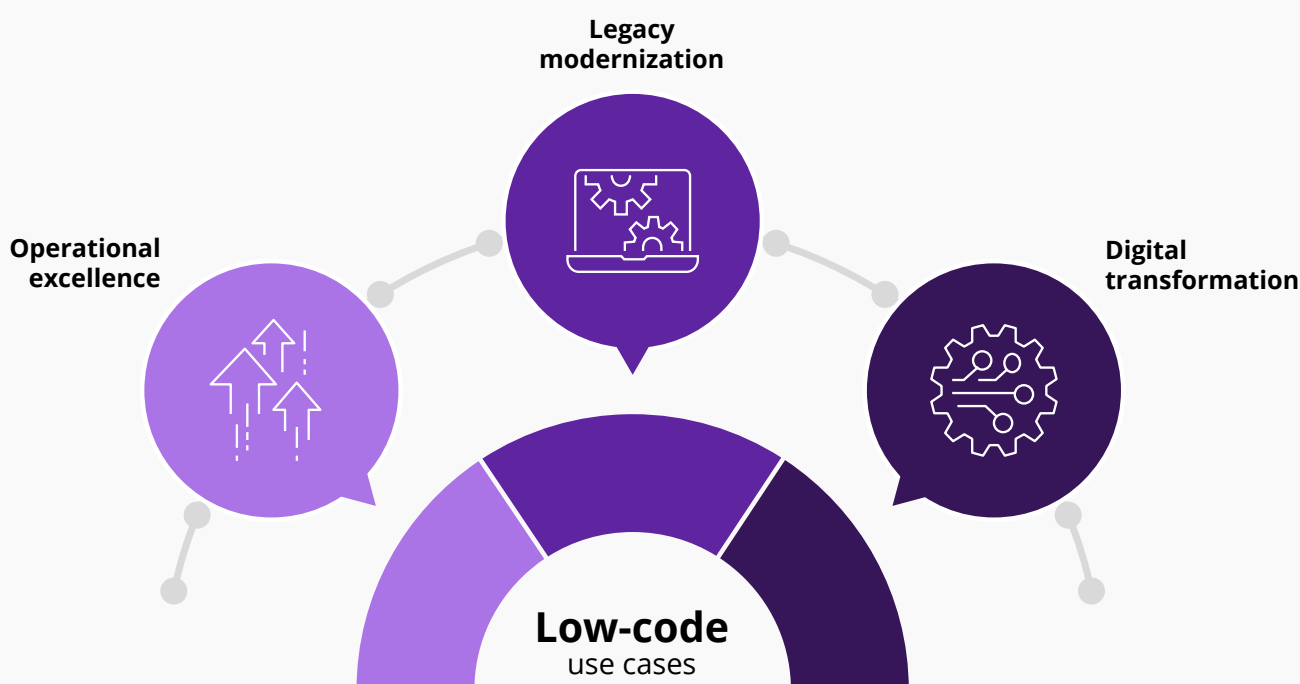 Legacy
modernization
Operational
excellence
Digital
transformation
Low-code
use cases